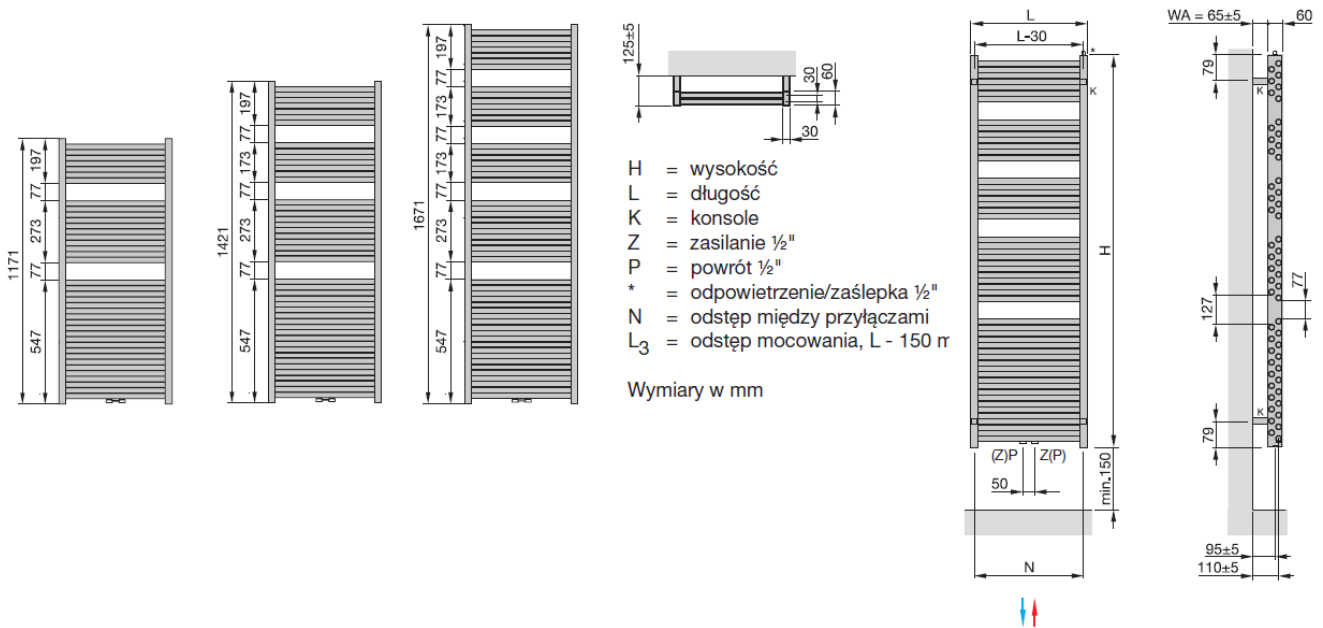 1171
197
77
273
77
547
1421
197
77
173
77
273
77
547
1671
197
77
173
77
173
77
273
77
547
125±5
30
60
30
H = wysokość
L = długość
K = konsole
Z = zasilanie ½"
P = powrót ½"
* = odpowietrzenie/zaślepka ½"
N = odstęp między przyłączami
L3 = odstęp mocowania, L - 150 m
Wymiary w mm
L
L-30
*
K
H
(Z)P Z(P)
50
min.150
N
WA = 65±5 60
79
K
77
127
K
79
95±5
110±5